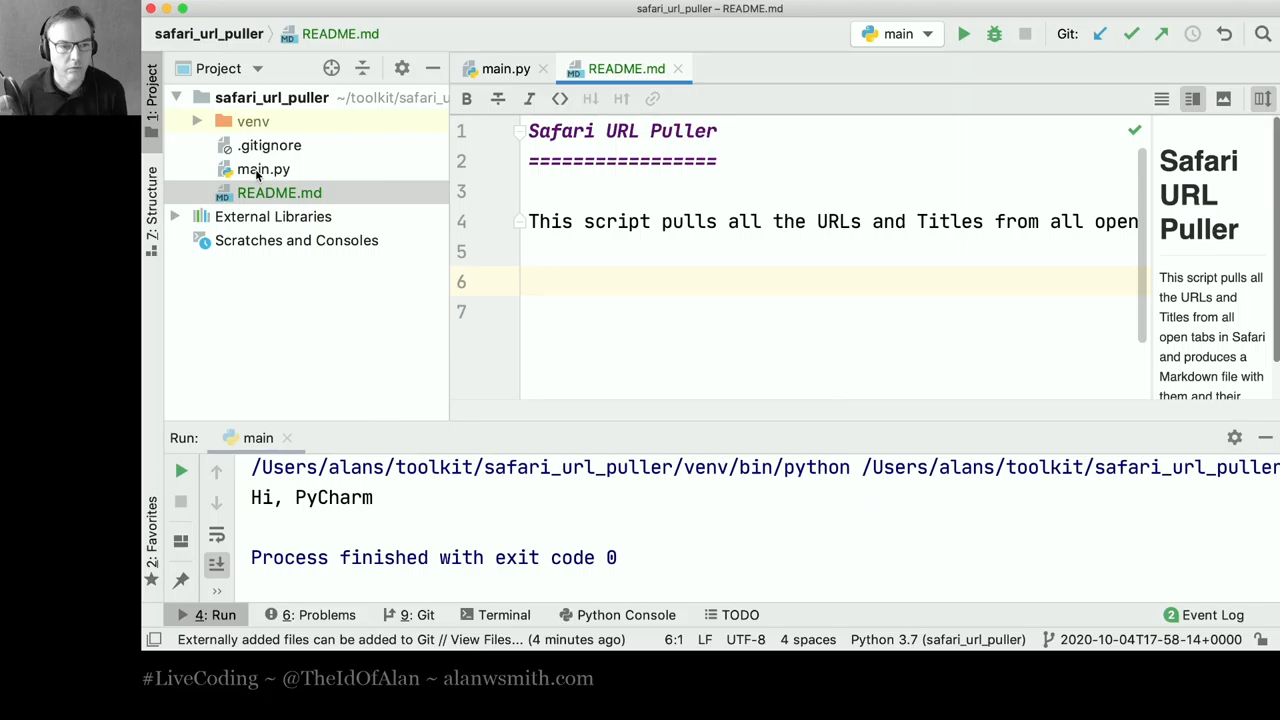 safari_url_puller – README.md
safari_url_puller README.md
main
Git:
1: Project
Project
main.py
README.md
safari_url_puller ~/toolkit/safari_u
venv
.gitignore
main.py
README.md
External Libraries
Scratches and Consoles
7: Structure
2: Favorites
1 Safari URL Puller
2 =================
3
4 This script pulls all the URLs and Titles from all open
5
6
7
Safari
URL
Puller
This script pulls all
the URLs and
Titles from all
open tabs in Safari
and produces a
Markdown file with
them and their
Run: main
/Users/alans/toolkit/safari_url_puller/venv/bin/python /Users/alans/toolkit/safari_url_puller
Hi, PyCharm
Process finished with exit code 0
>>
4: Run 6: Problems 9: Git Terminal Python Console TODO 2 Event Log
Externally added files can be added to Git // View Files... (4 minutes ago) 6:1 LF UTF-8 4 spaces Python 3.7 (safari_url_puller) 2020-10-04T17-58-14+0000
#LiveCoding ~ @TheIdOfAlan ~ alanwsmith.com